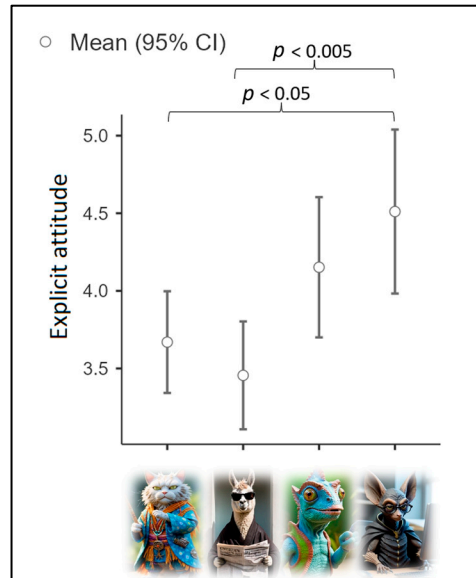 Mean (95% CI)
p < 0.005
p < 0.05
5.0
4.5
4.0
3.5
Explicit attitude